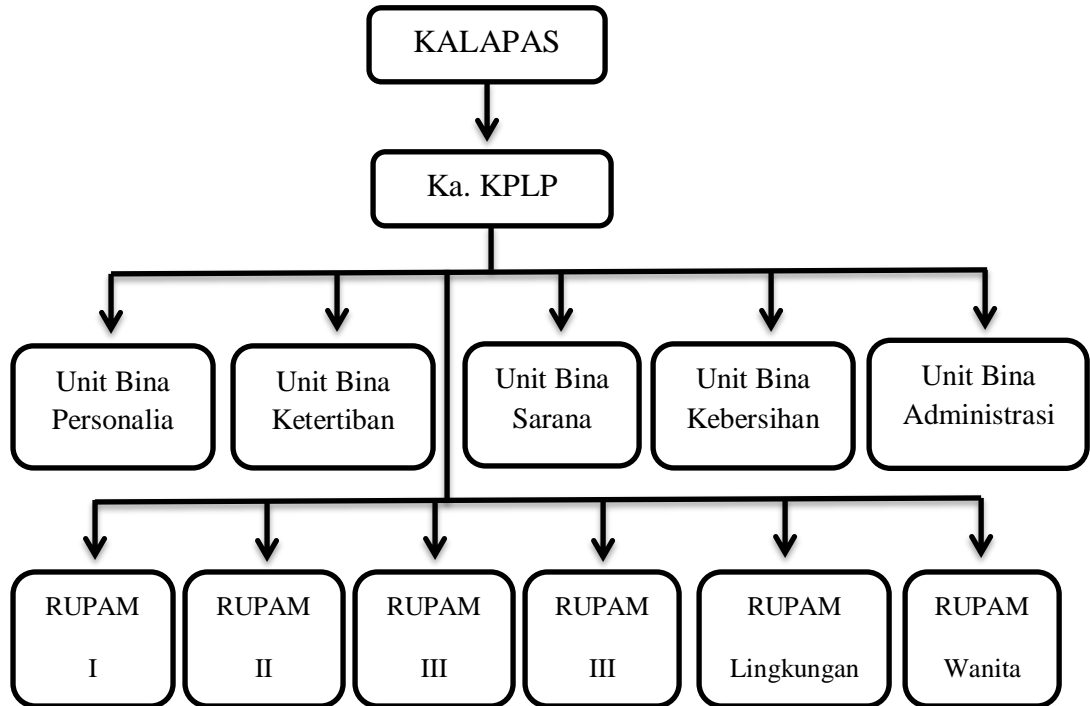 KALAPAS
Ka. KPLP
Unit Bina
Personalia
Unit Bina
Ketertiban
Unit Bina
Sarana
Unit Bina
Kebersihan
Unit Bina
Administrasi
RUPAM
I
RUPAM
II
RUPAM
III
RUPAM
III
RUPAM
Lingkungan
RUPAM
Wanita